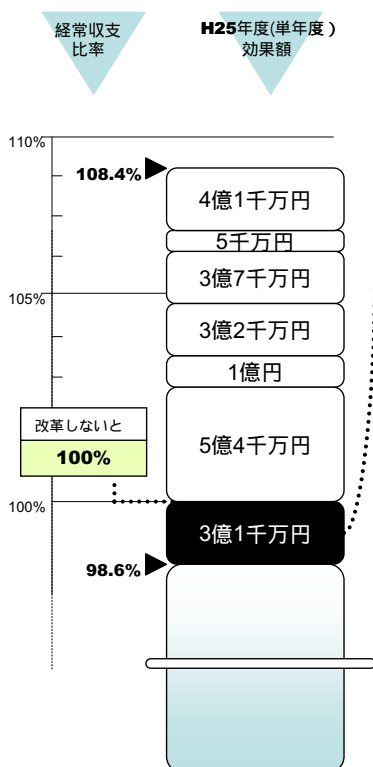 経常収支
比率
H25年度(単年度)
効果額
110%
108.4%
4億1千万円
5千万円
3億7千万円
105%
3億2千万円
1億円
改革しないと
100%
5億4千万円
100%
3億1千万円
98.6%